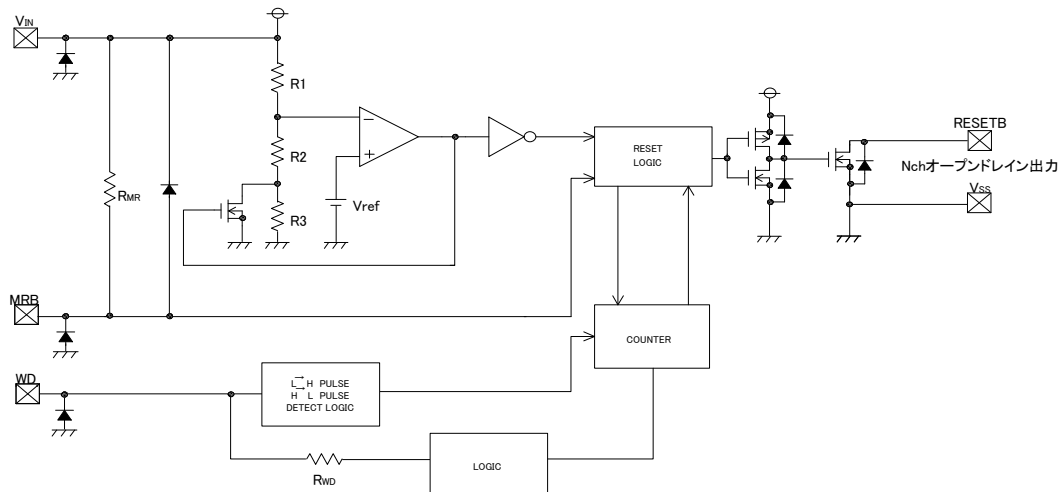 VIN
R1
RESETB
R2
RESET
LOGIC
Nchオープンドレイン出力
RMR
R3
Vref
VSS
MRB
COUNTER
WD
L→H PULSE
H→L PULSE
DETECT LOGIC
RWD
LOGIC